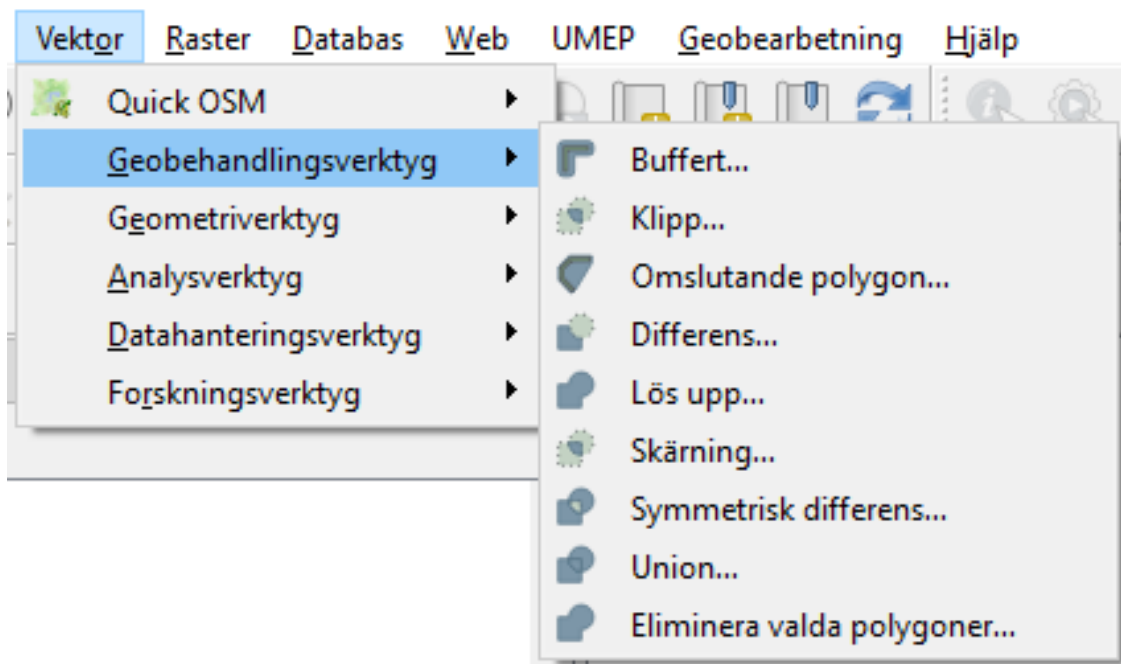 Vektor Raster Databas Web UMEP Geobearbetning Hjälp
Quick OSM
Geobehandlingsverktyg
Geometriverktyg
Analysverktyg
Datahanteringsverktyg
Forskningsverktyg
Buffert...
Klipp...
Omslutande polygon...
Differens...
Lös upp...
Skärning...
Symmetrisk differens...
Union...
Eliminera valda polygoner...